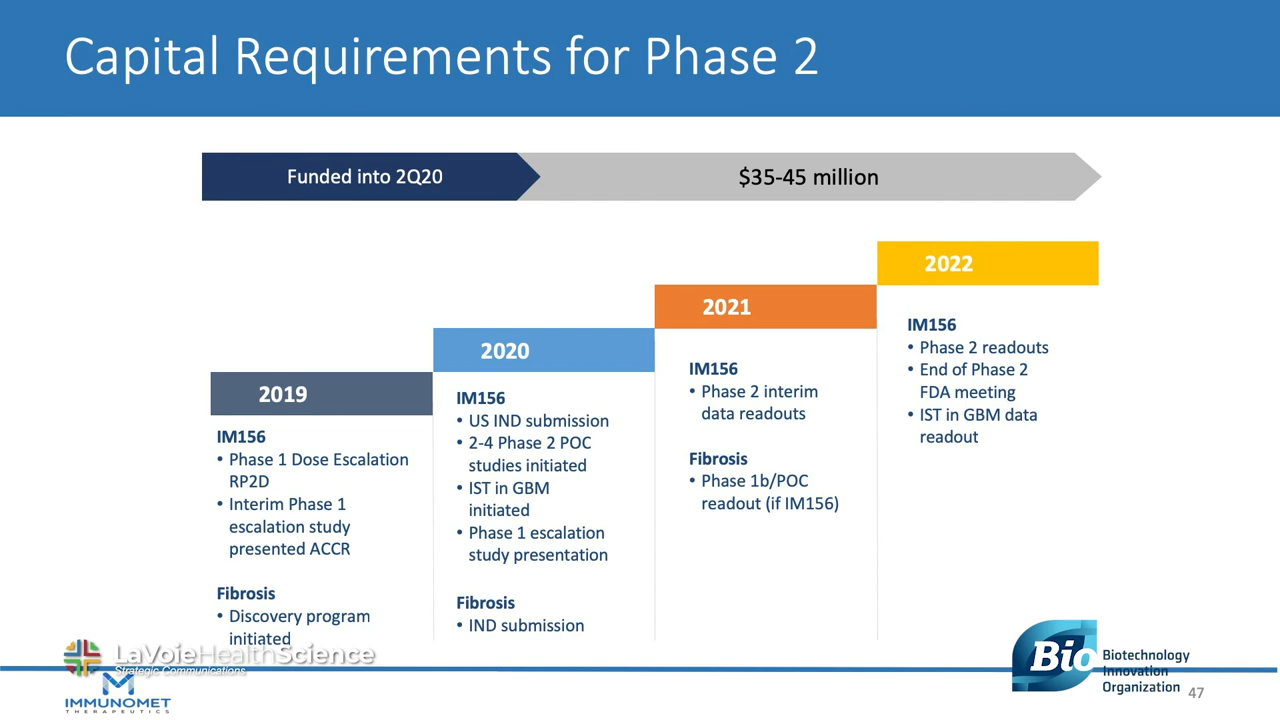 Capital Requirements for Phase 2
Funded into 2Q20
$35-45 million
2019
IM156
• Phase 1 Dose Escalation
RP2D
• Interim Phase 1
escalation study
presented ACCR
Fibrosis
• Discovery program
initiated
2020
IM156
• US IND submission
• 2-4 Phase 2 POC
studies initiated
• IST in GBM
initiated
• Phase 1 escalation
study presentation
Fibrosis
• IND submission
2021
IM156
• Phase 2 interim
data readouts
Fibrosis
• Phase 1b/POC
readout (if IM156)
2022
IM156
• Phase 2 readouts
• End of Phase 2
FDA meeting
• IST in GBM data
readout
LaVoieHealthScience
Strategic Communications
IMMUNOMET
THERAPEUTICS
Bio
Biotechnology
Innovation
Organization
47